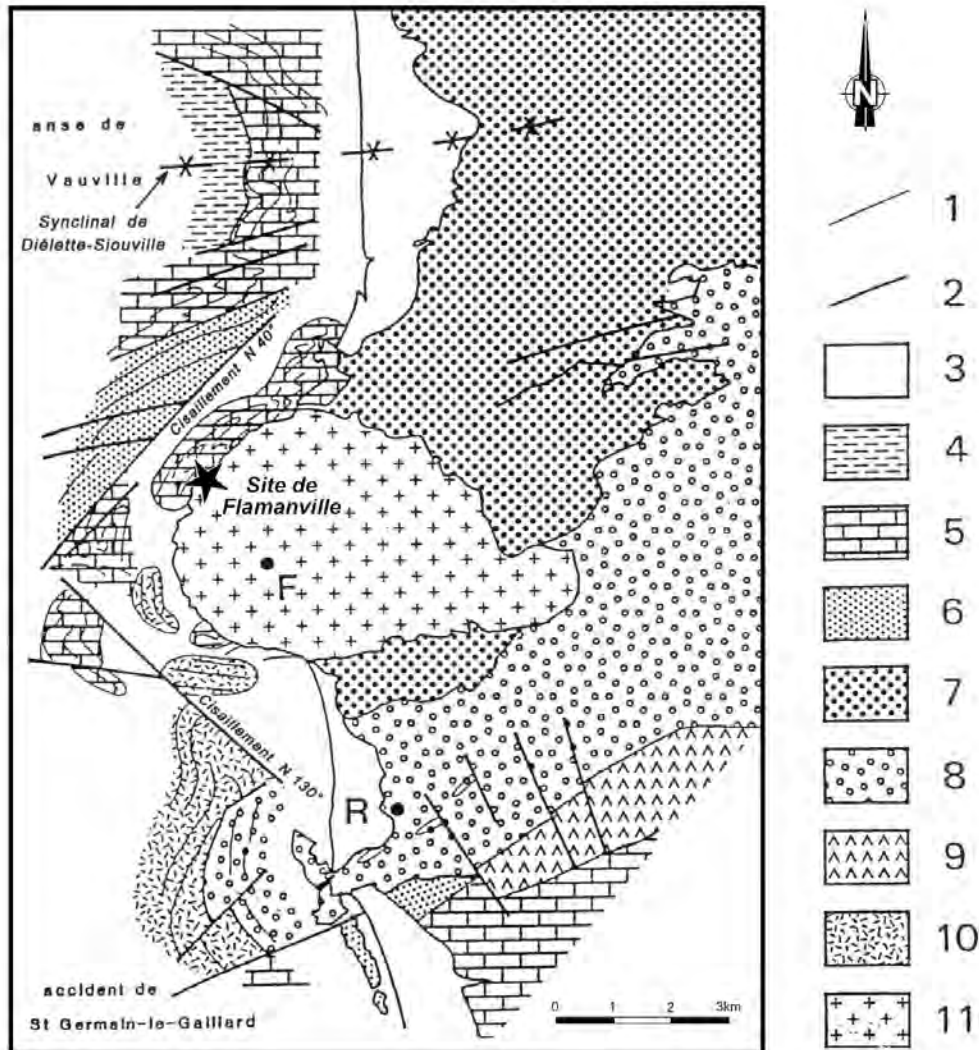 anse de
Vauville
Synclinal de
Diélette-Siouville
Cisaillement N 40°
Site de
Flamanville
F
Cisaillement N 130°
R
accident de
St Germain-le-Gaillard
0 1 2 3km
N
1
2
3
4
5
6
7
8
9
10
11